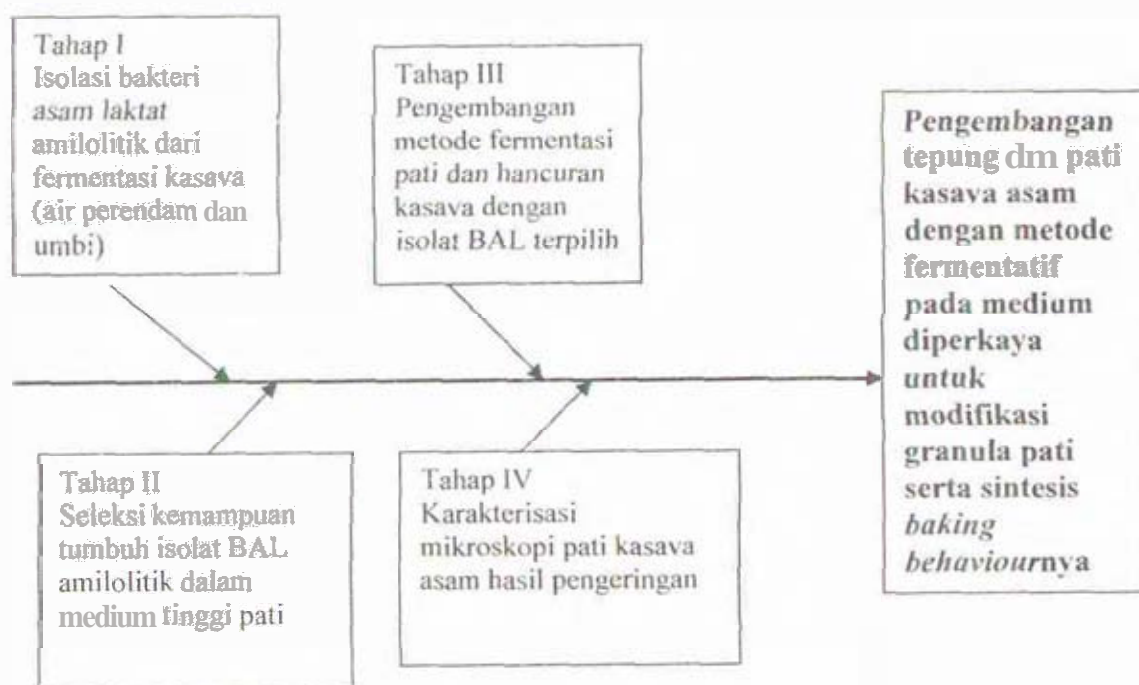 Tahap I
Isolasi bakteri
asam laktat
amilolitik dari
fermentasi kasava
(air perendam dan
umbi)
Tahap II
Seleksi kemampuan
tumbuh isolat BAL
amilolitik dalam
medium tinggi pati
Tahap III
Pengembangan
metode fermentasi
pati dan hancuran
kasava dengan
isolat BAL terpilih
Tahap IV
Karakterisasi
mikroskopi pati kasava
asam hasil pengeringan
Pengembangan
tepung dm pati
kasava asam
dengan metode
fermentatif
pada medium
diperkaya
untuk
modifikasi
granula pati
serta sintesis
baking
behaviournya